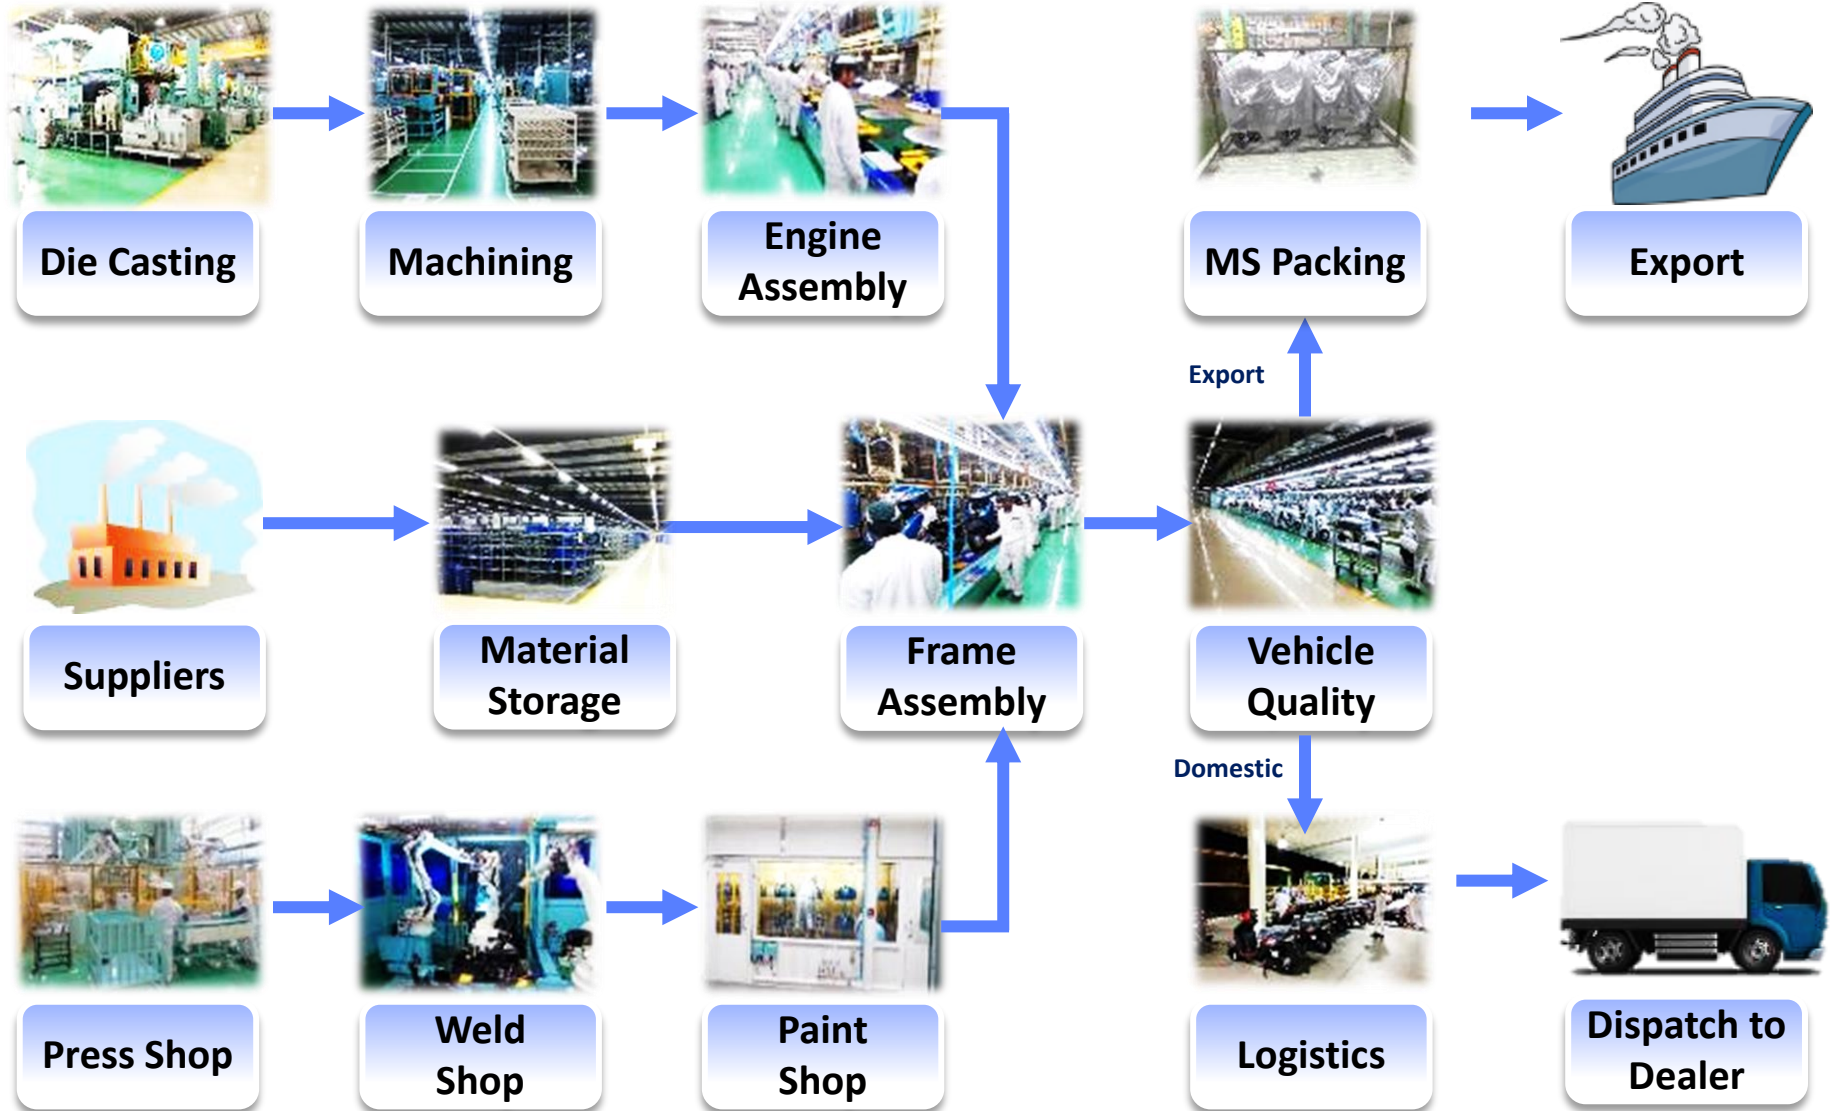 Die Casting
Machining
Engine
Assembly
MS Packing
Export
Export
Suppliers
Material
Storage
Frame
Assembly
Vehicle
Quality
Domestic
Press Shop
Weld
Shop
Paint
Shop
Logistics
Dispatch to
Dealer